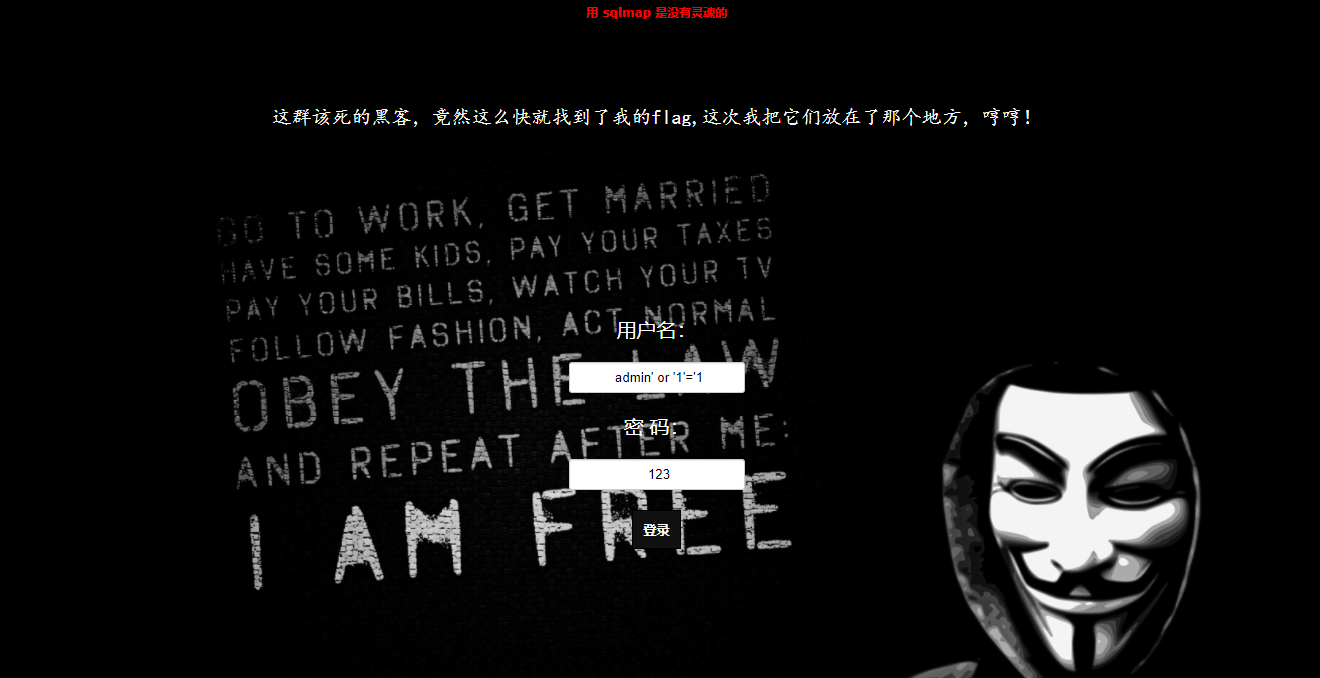 用 sqlmap 是没有灵魂的
这群该死的黑客，竟然这么快就找到了我的flag,这次我把它们放在了那个地方，哼哼！
GO TO WORK, GET MARRIED
HAVE SOME KIDS, PAY YOUR TAXES
PAY YOUR BILLS, WATCH YOUR TV
FOLLOW FASHION, ACT NORMAL
OBEY THE LAW
AND REPEAT AFTER ME:
I AM FREE
用户名：
admin' or '1'='1
密 码：
123
登录